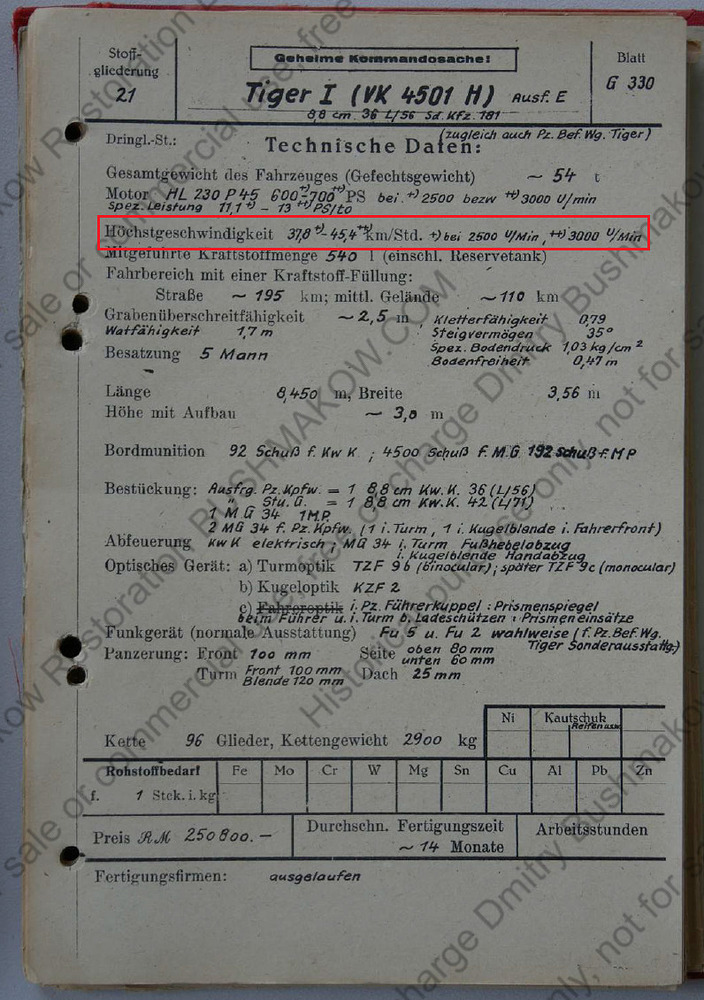 Stoff-
gliederung
21
Geheime Kommandosache!
Tiger I (VK 4501 H) Ausf. E
8,8 cm. 36 L/56 Sd. Kfz. 181
Blatt
G 330
(zugleich auch Pz. Bef. Wg. Tiger)
Dringl.-St.: Technische Daten:
Gesamtgewicht des Fahrzeuges (Gefechtsgewicht) ~ 54 t
Motor HL 230 P 45 600 +)-700 ++) PS bei +) 2500 bezw ++) 3000 U/min
Spez. Leistung 11,1 +) - 13 ++) PS/to
Höchstgeschwindigkeit 37,8 +)-45,4 ++) km/Std. +) bei 2500 U/Min, ++) 3000 U/Min
Mitgeführte Kraftstoffmenge 540 l (einschl. Reservetank)
Fahrbereich mit einer Kraftstoff-Füllung:
Straße ~ 195 km; mittl. Gelände ~ 110 km
Grabenüberschreitfähigkeit ~ 2,5 m, Kletterfähigkeit 0,79
Watfähigkeit 1,7 m Steigvermögen 35°
Besatzung 5 Mann Spez. Bodendruck 1,03 kg/cm²
Bodenfreiheit 0,47 m
Länge 8,450 m, Breite 3,56 m
Höhe mit Aufbau ~ 3,0 m
Bordmunition 92 Schuß f. Kw K ; 4500 Schuß f. M.G 192 Schuß f. MP
Bestückung: Ausfrg. Pz. Kpfw. = 1 8,8 cm Kw. K. 36 (L/56)
" Stu. G. = 1 8,8 cm Kw. K. 42 (L/71)
1 M G 34 1 M.P.
2 MG 34 f. Pz. Kpfw. (1 i. Turm, 1 i. Kugelblende i. Fahrerfront)
Abfeuerung Kw K elektrisch; MG 34 i. Turm Fußhebelabzug
i. Kugelblende Handabzug
Optisches Gerät: a) Turmoptik TZF 9b (binocular); später TZF 9c (monocular)
b) Kugeloptik KZF 2
c) Fahreroptik i. Pz. Führerkuppel : Prismenspiegel
beim Führer u. i. Turm b. Ladeschützen : Prismeneinsätze
Funkgerät (normale Ausstattung) Fu 5 u. Fu 2 wahlweise (f. Pz. Bef. Wg.
Tiger Sonderausstattg.)
Panzerung: Front 100 mm Seite oben 80 mm
unten 60 mm
Turm Front 100 mm Dach 25 mm
Blende 120 mm
Ni Kautschuk
Reifen usw.
Kette 96 Glieder, Kettengewicht 2900 kg
Rohstoffbedarf Fe Mo Cr W Mg Sn Cu Al Pb Zn
f. 1 Stck. i. kg
Preis RM 250 800.- Durchschn. Fertigungszeit Arbeitsstunden
~ 14 Monate
Fertigungsfirmen: ausgelaufen